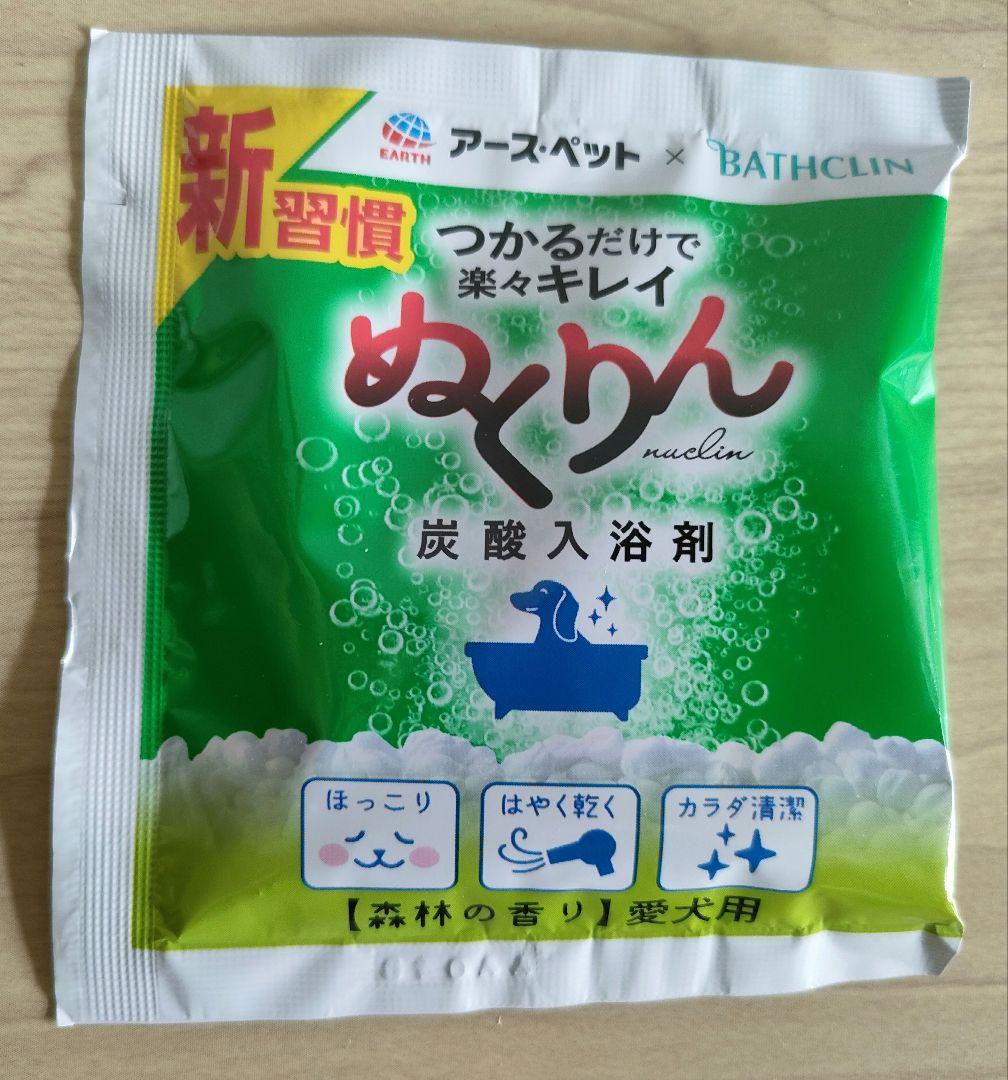 新習慣
EARTH アース・ペット × BATHCLIN
つかるだけで
楽々キレイ
ぬくりん
nuclin
炭酸入浴剤
ほっこり
はやく乾く
カラダ清潔
【森林の香り】愛犬用